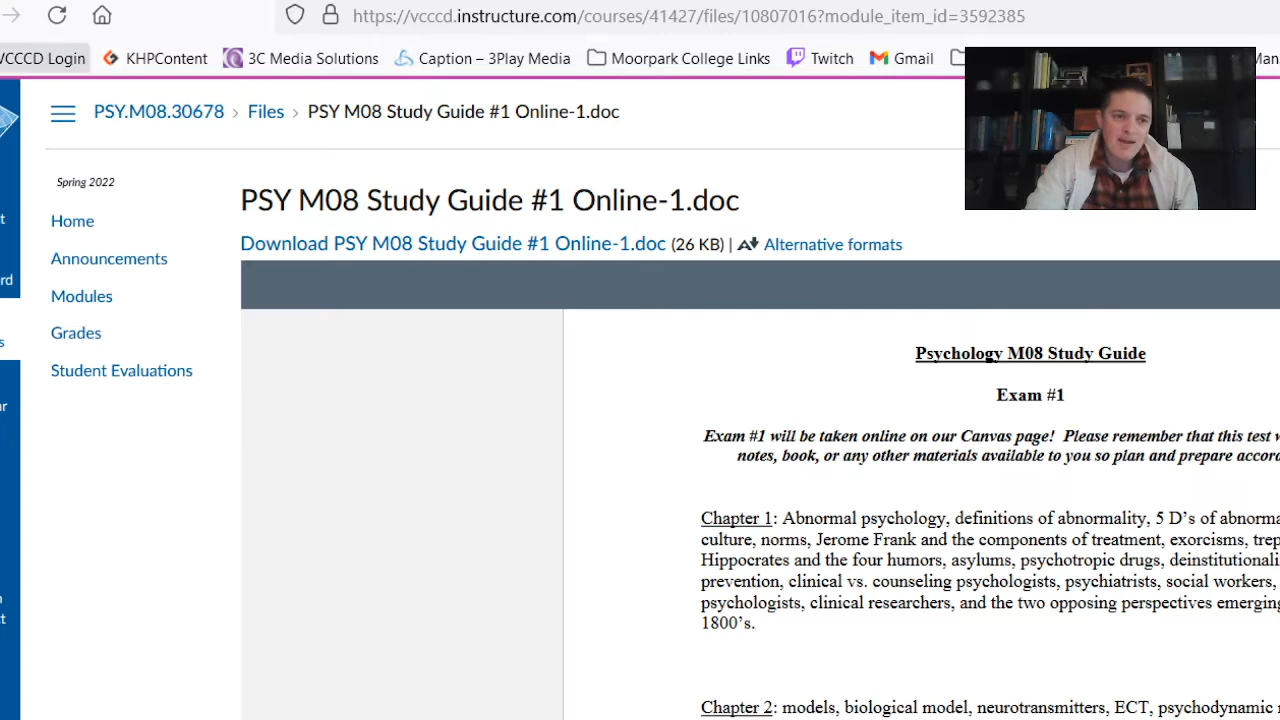 https://vcccd.instructure.com/courses/41427/files/10807016?module_item_id=3592385
VCCCD Login KHPContent 3C Media Solutions Caption – 3Play Media Moorpark College Links Twitch Gmail
PSY.M08.30678 › Files › PSY M08 Study Guide #1 Online-1.doc
Spring 2022
Home
Announcements
Modules
Grades
Student Evaluations
PSY M08 Study Guide #1 Online-1.doc
Download PSY M08 Study Guide #1 Online-1.doc (26 KB) | Alternative formats
Psychology M08 Study Guide
Exam #1
Exam #1 will be taken online on our Canvas page! Please remember that this test
notes, book, or any other materials available to you so plan and prepare
Chapter 1: Abnormal psychology, definitions of abnormality, 5 D's of
culture, norms, Jerome Frank and the components of treatment, exorcisms,
Hippocrates and the four humors, asylums, psychotropic drugs,
prevention, clinical vs. counseling psychologists, psychiatrists, social workers,
psychologists, clinical researchers, and the two opposing perspectives
1800's.
Chapter 2: models, biological model, neurotransmitters, ECT, psychodynamic